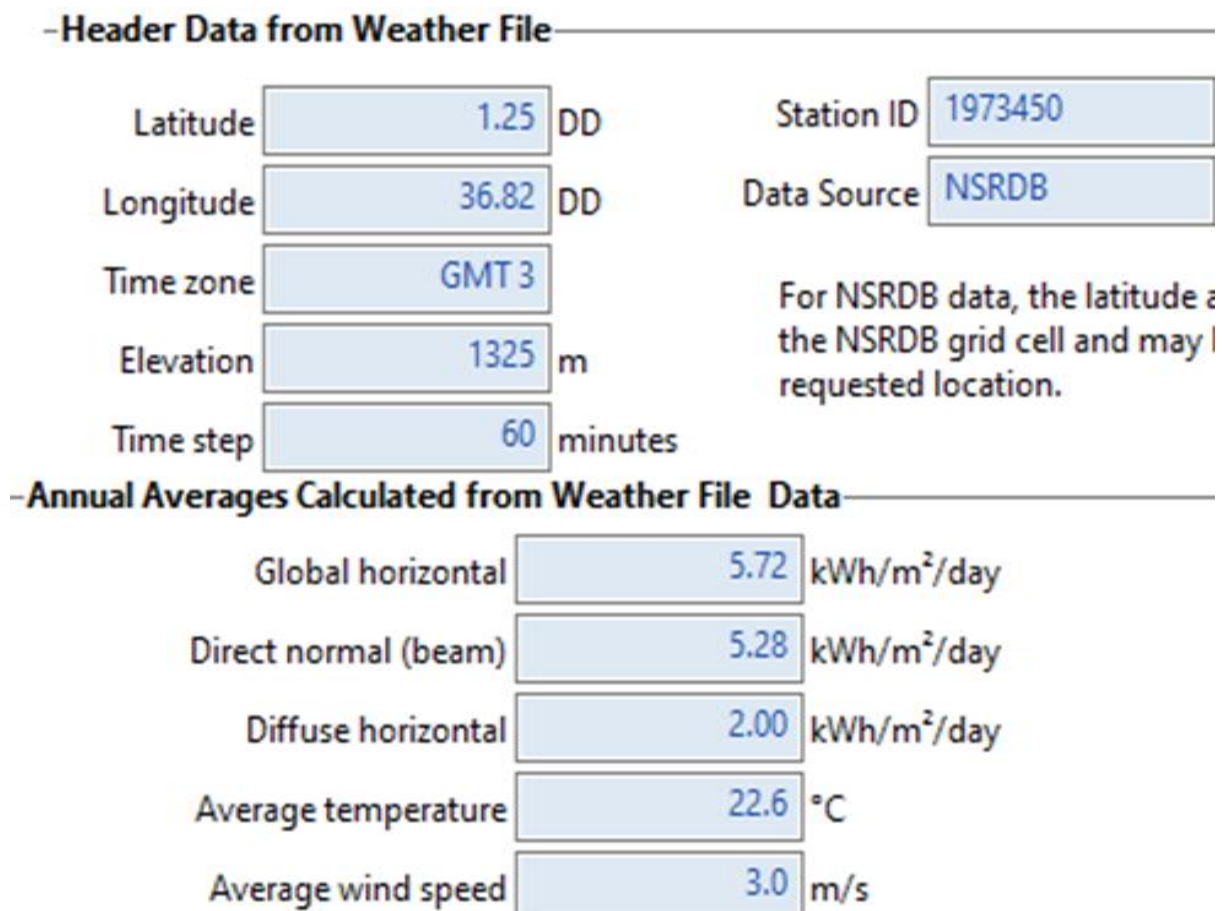 Header Data from Weather File
Latitude 1.25 DD
Station ID 1973450
Longitude 36.82 DD
Data Source NSRDB
Time zone GMT 3
For NSRDB data, the latitude a
the NSRDB grid cell and may
requested location.
Elevation 1325 m
Time step 60 minutes
Annual Averages Calculated from Weather File Data
Global horizontal 5.72 kWh/m²/day
Direct normal (beam) 5.28 kWh/m²/day
Diffuse horizontal 2.00 kWh/m²/day
Average temperature 22.6 °C
Average wind speed 3.0 m/s